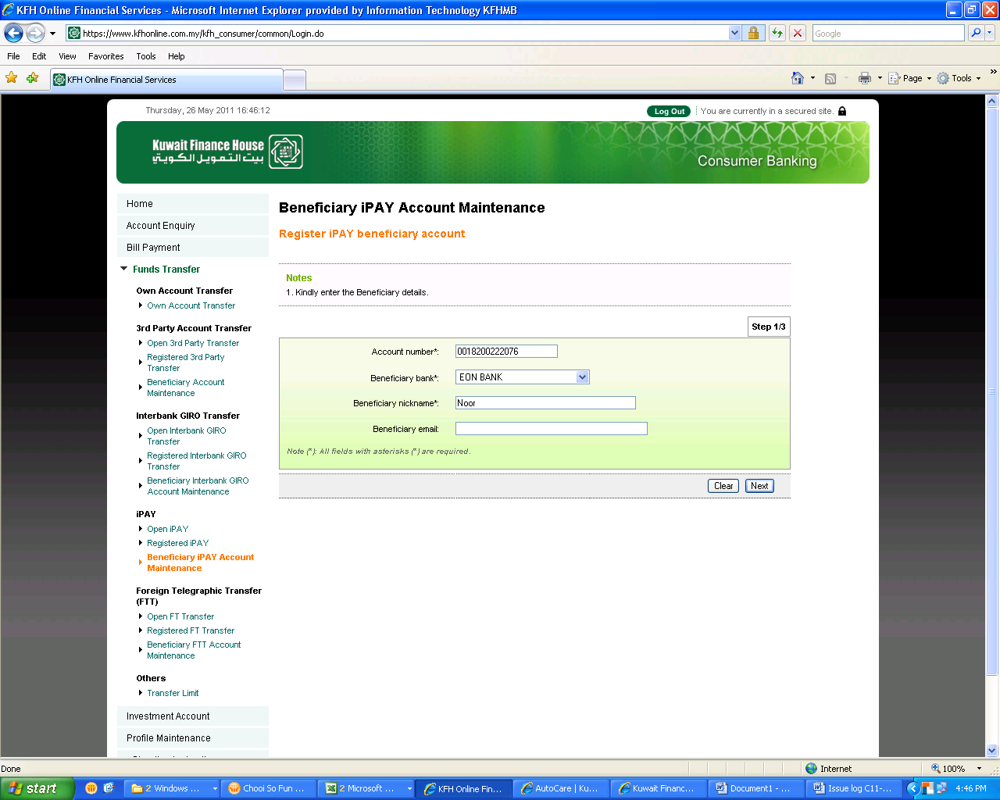 KFH Online Financial Services - Microsoft Internet Explorer provided by Information Technology KFHMB
https://www.kfhonline.com.my/kfh_consumer/common/Login.do
Google
File Edit View Favorites Tools Help
KFH Online Financial Services
Page Tools
Thursday, 26 May 2011 16:46:12
Log Out
You are currently in a secured site.
Kuwait Finance House
بيت التمويل الكويتي
Consumer Banking
Home
Account Enquiry
Bill Payment
Funds Transfer
Own Account Transfer
Own Account Transfer
3rd Party Account Transfer
Open 3rd Party Transfer
Registered 3rd Party
Transfer
Beneficiary Account
Maintenance
Interbank GIRO Transfer
Open Interbank GIRO
Transfer
Registered Interbank GIRO
Transfer
Beneficiary Interbank GIRO
Account Maintenance
iPAY
Open iPAY
Registered iPAY
Beneficiary iPAY Account
Maintenance
Foreign Telegraphic Transfer
(FTT)
Open FT Transfer
Registered FT Transfer
Beneficiary FTT Account
Maintenance
Others
Transfer Limit
Investment Account
Profile Maintenance
Beneficiary iPAY Account Maintenance
Register iPAY beneficiary account
Notes
1. Kindly enter the Beneficiary details.
Step 1/3
Account number*: 0018200222076
Beneficiary bank*: EON BANK
Beneficiary nickname*: Noor
Beneficiary email:
Note (*): All fields with asterisks (*) are required.
Clear Next
Done
Internet
100%
start
2 Windows ...
Chooi So Fun ...
2 Microsoft ...
KFH Online Fin...
AutoCare | Ku...
Kuwait Financ...
Document1 - ...
Issue log C11-...
4:46 PM